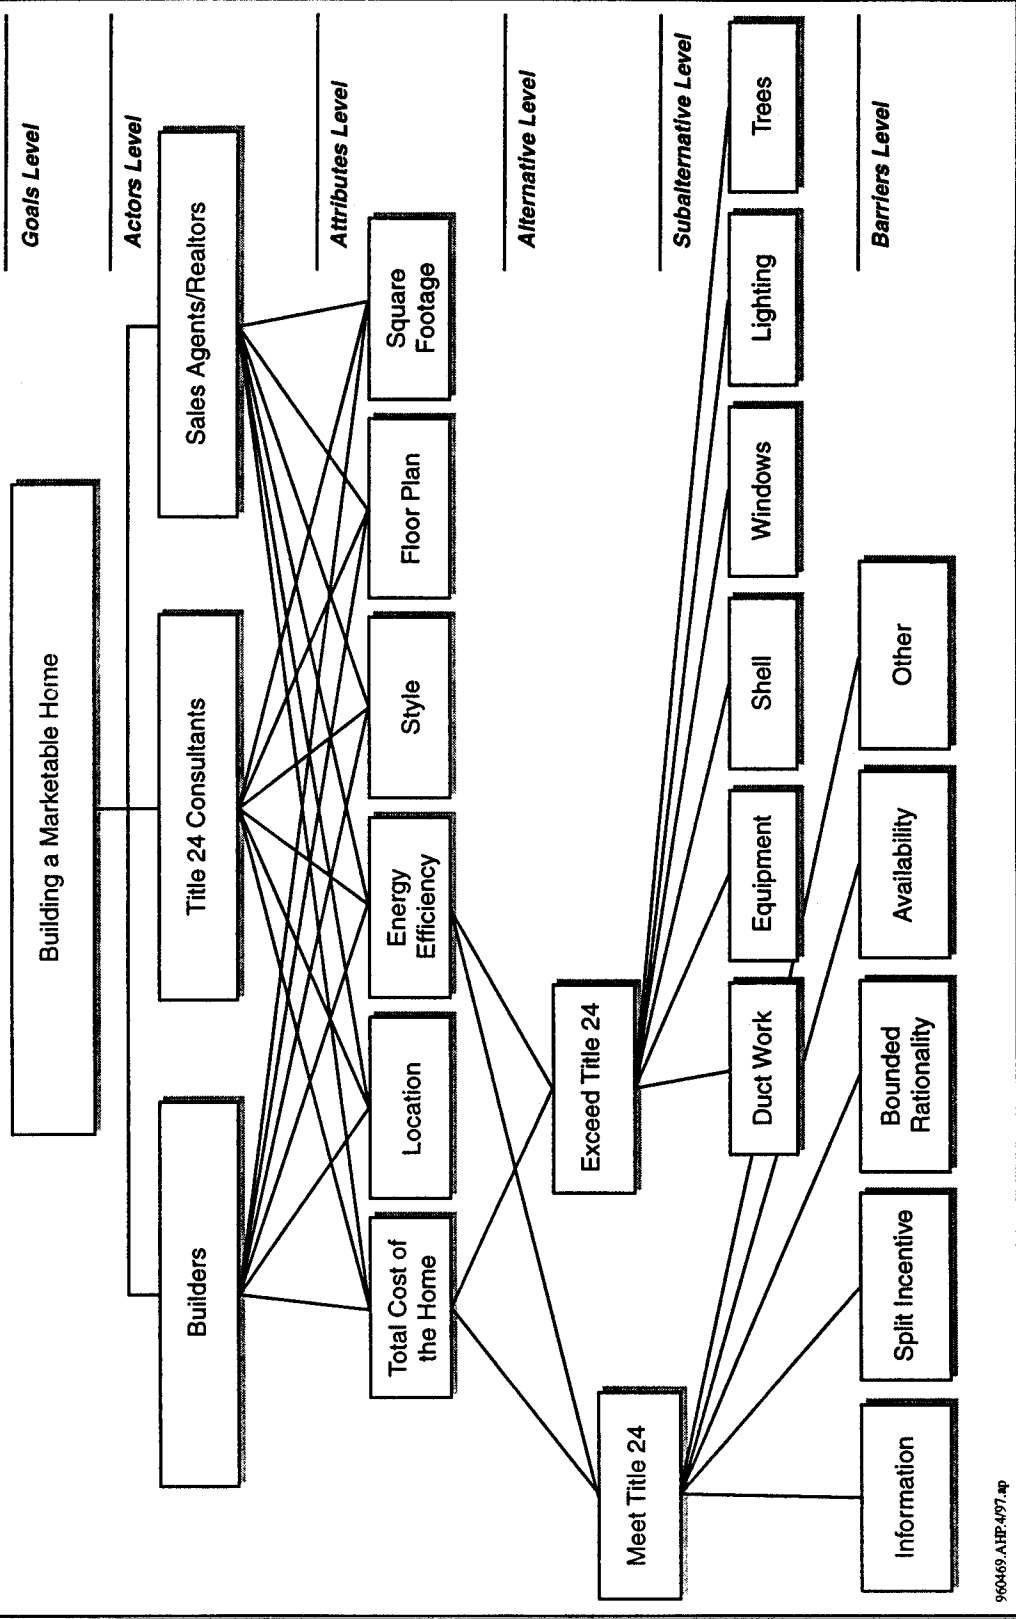 Goals Level
Building a Marketable Home
Actors Level
Builders
Title 24 Consultants
Sales Agents/Realtors
Attributes Level
Total Cost of
the Home
Location
Energy
Efficiency
Style
Floor Plan
Square
Footage
Alternative Level
Meet Title 24
Exceed Title 24
Subalternative Level
Duct Work
Equipment
Shell
Windows
Lighting
Trees
Barriers Level
Information
Split Incentive
Bounded
Rationality
Availability
Other
960469.AHP.4/97.ap